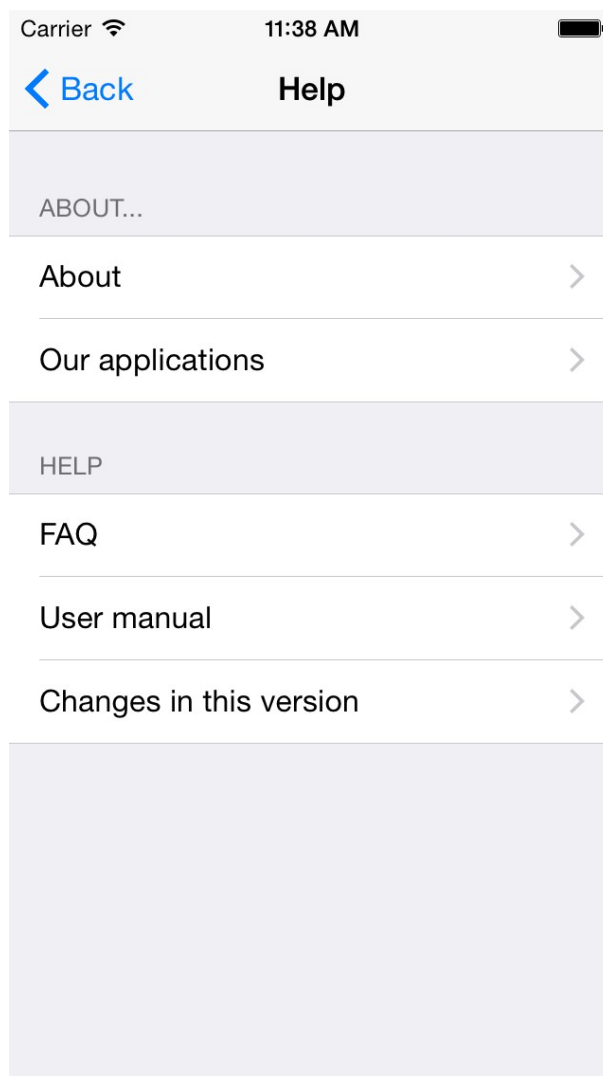 Carrier 11:38 AM
Back Help
ABOUT...
About
Our applications
HELP
FAQ
User manual
Changes in this version